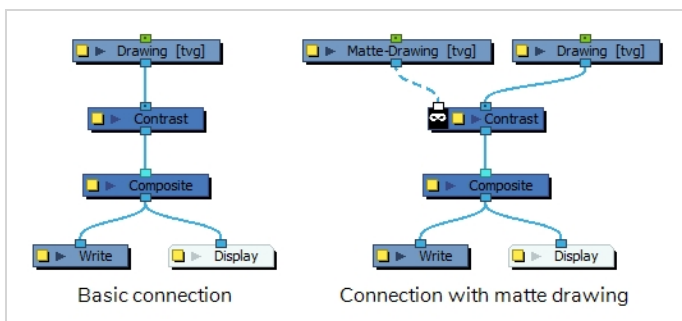 Drawing [tvg]
Contrast
Composite
Write
Display
Basic connection
Matte-Drawing [tvg]
Drawing [tvg]
Contrast
Composite
Write
Display
Connection with matte drawing